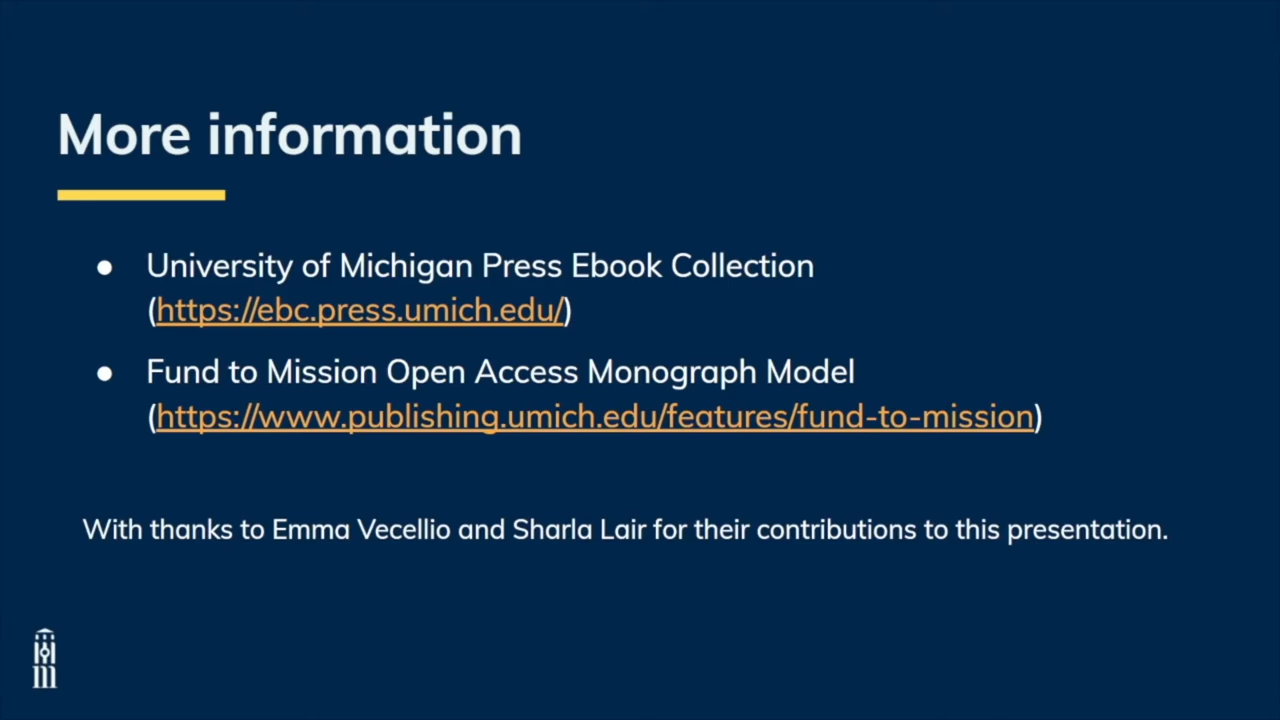 More information
● University of Michigan Press Ebook Collection
(https://ebc.press.umich.edu/)
● Fund to Mission Open Access Monograph Model
(https://www.publishing.umich.edu/features/fund-to-mission)
With thanks to Emma Vecellio and Sharla Lair for their contributions to this presentation.